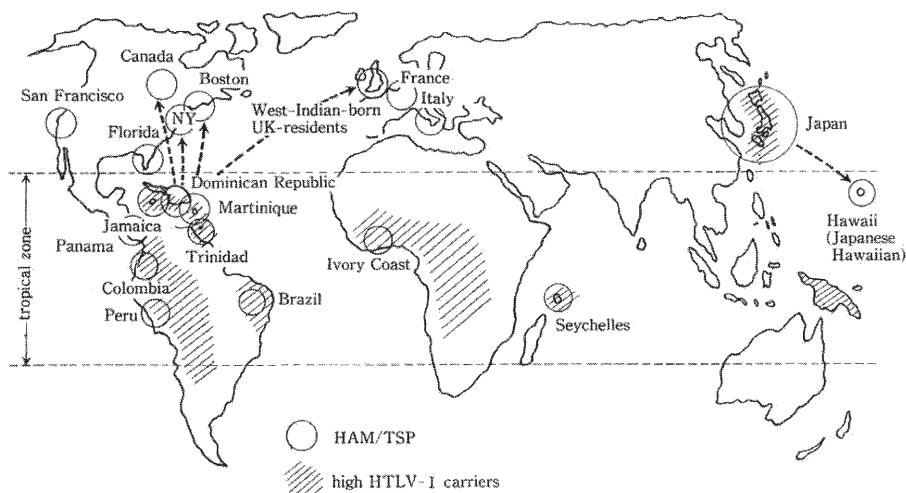 Canada
Boston
San Francisco
NY
Florida
West-Indian-born
UK-residents
France
Italy
Japan
Dominican Republic
Jamaica
Martinique
Panama
Trinidad
Ivory Coast
Hawaii
(Japanese
Hawaiian)
Colombia
Brazil
Peru
Seychelles
tropical zone
HAM/TSP
high HTLV-I carriers